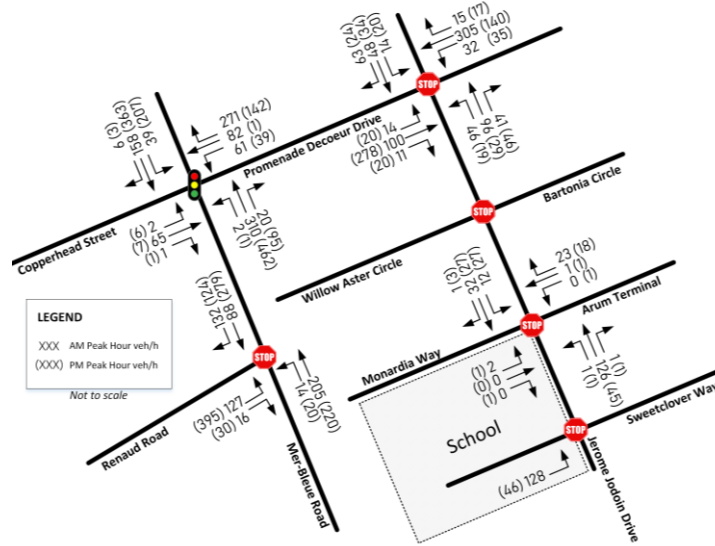 63 (24)
48 (34)
14 (20)
15 (17)
305 (140)
32 (35)
STOP
6 (3)
158 (363)
39 (207)
271 (142)
82 (1)
61 (39)
Promenade Decoeur Drive
(20) 14
(278) 100
(20) 11
46 (19)
96 (29)
41 (46)
Copperhead Street
(6) 2
(7) 65
(1) 1
2 (1)
310 (462)
20 (95)
STOP
Bartonia Circle
Willow Aster Circle
132 (124)
88 (279)
1 (3)
32 (27)
12 (27)
23 (18)
1 (1)
0 (1)
Arum Terminal
LEGEND
XXX AM Peak Hour veh/h
(XXX) PM Peak Hour veh/h
Not to scale
STOP
STOP
Monardia Way
(1) 2
(0) 0
(1) 0
1 (1)
126 (45)
1 (1)
Sweetclover Way
Renaud Road
(395) 127
(30) 16
14 (20)
205 (220)
Mer-Bleue Road
School
STOP
(46) 128
Jerome Jodoin Drive